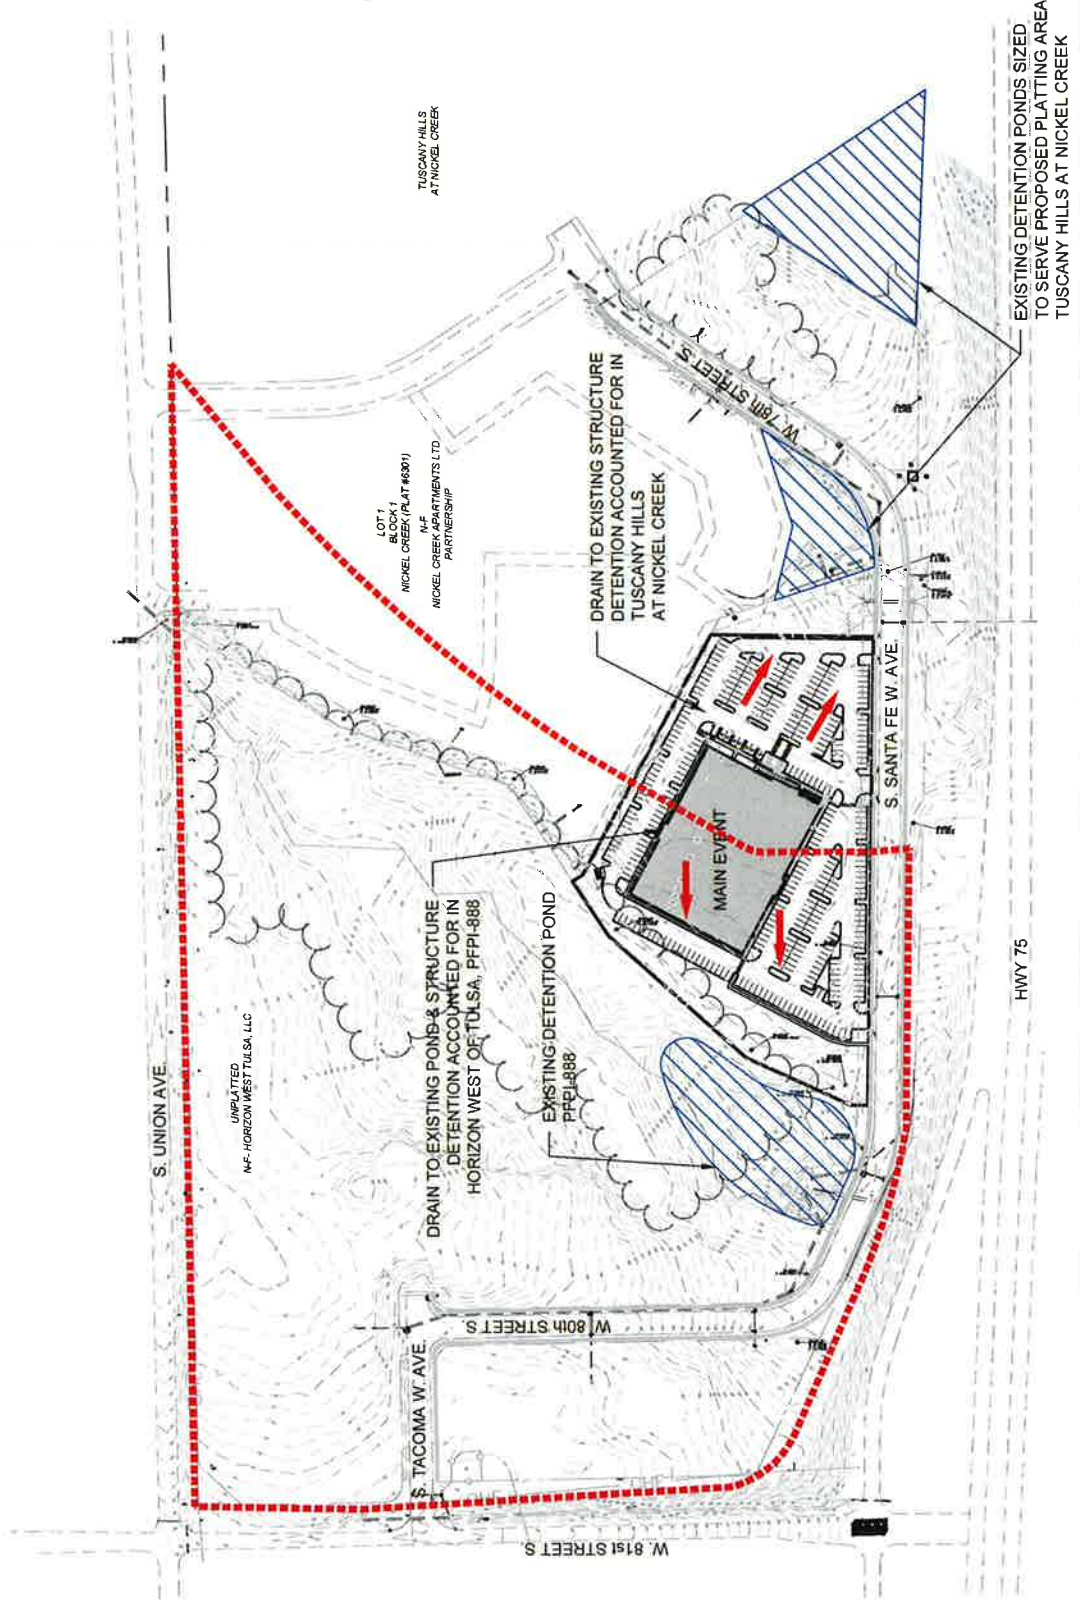 S. UNION AVE.
UNPLATTED
N-F- HORIZON WEST TULSA, LLC
TUSCANY HILLS
AT NICKEL CREEK
LOT 1
BLOCK 1
NICKEL CREEK (PLAT #6301)
N-F
NICKEL CREEK APARTMENTS LTD
PARTNERSHIP
DRAIN TO EXISTING POND & STRUCTURE
DETENTION ACCOUNTED FOR IN
HORIZON WEST OF TULSA, PFPI-888
EXISTING DETENTION POND
PFPI-888
DRAIN TO EXISTING STRUCTURE
DETENTION ACCOUNTED FOR IN
TUSCANY HILLS
AT NICKEL CREEK
MAIN EVENT
W. 78th STREET S.
S. SANTA FE W. AVE.
S. TACOMA W. AVE.
W. 80th STREET S.
W. 81st STREET S.
HWY 75
EXISTING DETENTION PONDS SIZED
TO SERVE PROPOSED PLATTING AREA
TUSCANY HILLS AT NICKEL CREEK